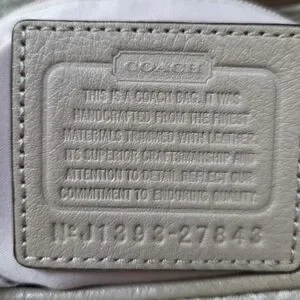 COACH
THIS IS A COACH BAG. IT WAS
HANDCRAFTED FROM THE FINEST
MATERIALS TRIMMED WITH LEATHER.
ITS SUPERIOR CRAFTSMANSHIP AND
ATTENTION TO DETAIL REFLECT OUR
COMMITMENT TO ENDURING QUALITY.
Nº J1393-27343